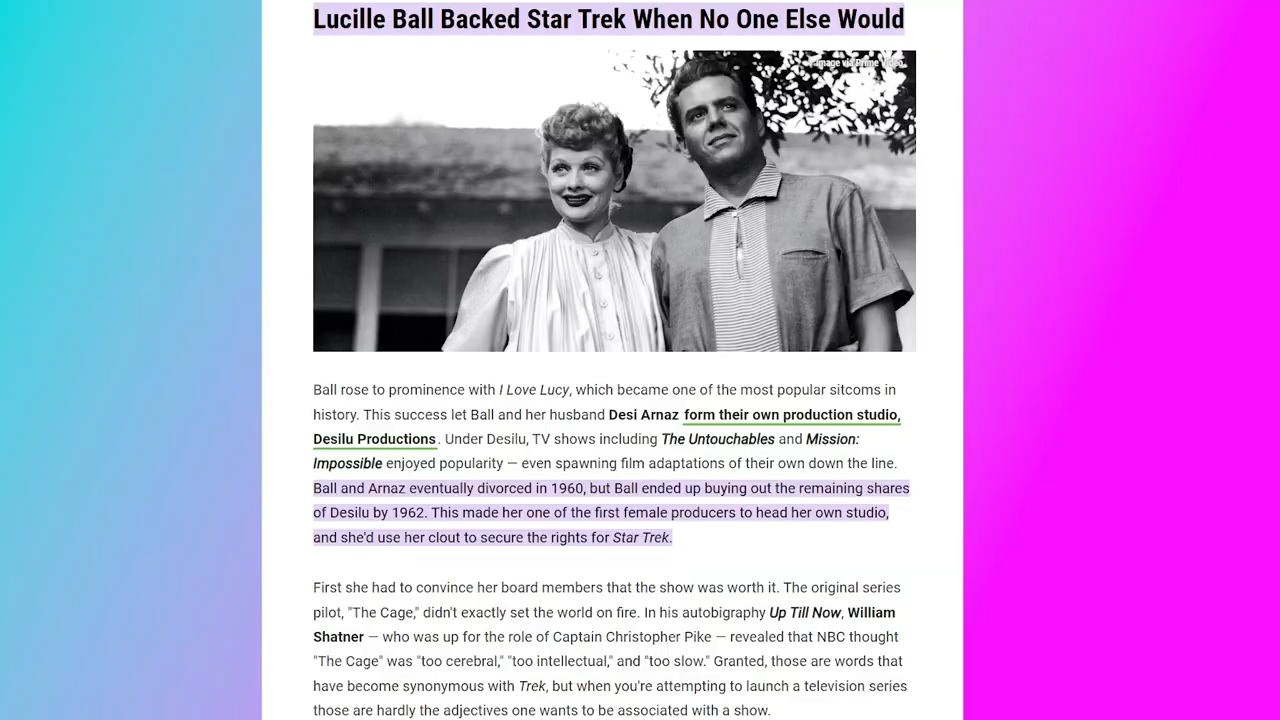 Lucille Ball Backed Star Trek When No One Else Would
Image via Prime Video
Ball rose to prominence with I Love Lucy, which became one of the most popular sitcoms in
history. This success let Ball and her husband Desi Arnaz form their own production studio,
Desilu Productions. Under Desilu, TV shows including The Untouchables and Mission:
Impossible enjoyed popularity — even spawning film adaptations of their own down the line.
Ball and Arnaz eventually divorced in 1960, but Ball ended up buying out the remaining shares
of Desilu by 1962. This made her one of the first female producers to head her own studio,
and she'd use her clout to secure the rights for Star Trek.
First she had to convince her board members that the show was worth it. The original series
pilot, "The Cage," didn't exactly set the world on fire. In his autobiography Up Till Now, William
Shatner — who was up for the role of Captain Christopher Pike — revealed that NBC thought
"The Cage" was "too cerebral," "too intellectual," and "too slow." Granted, those are words that
have become synonymous with Trek, but when you're attempting to launch a television series
those are hardly the adjectives one wants to be associated with a show.